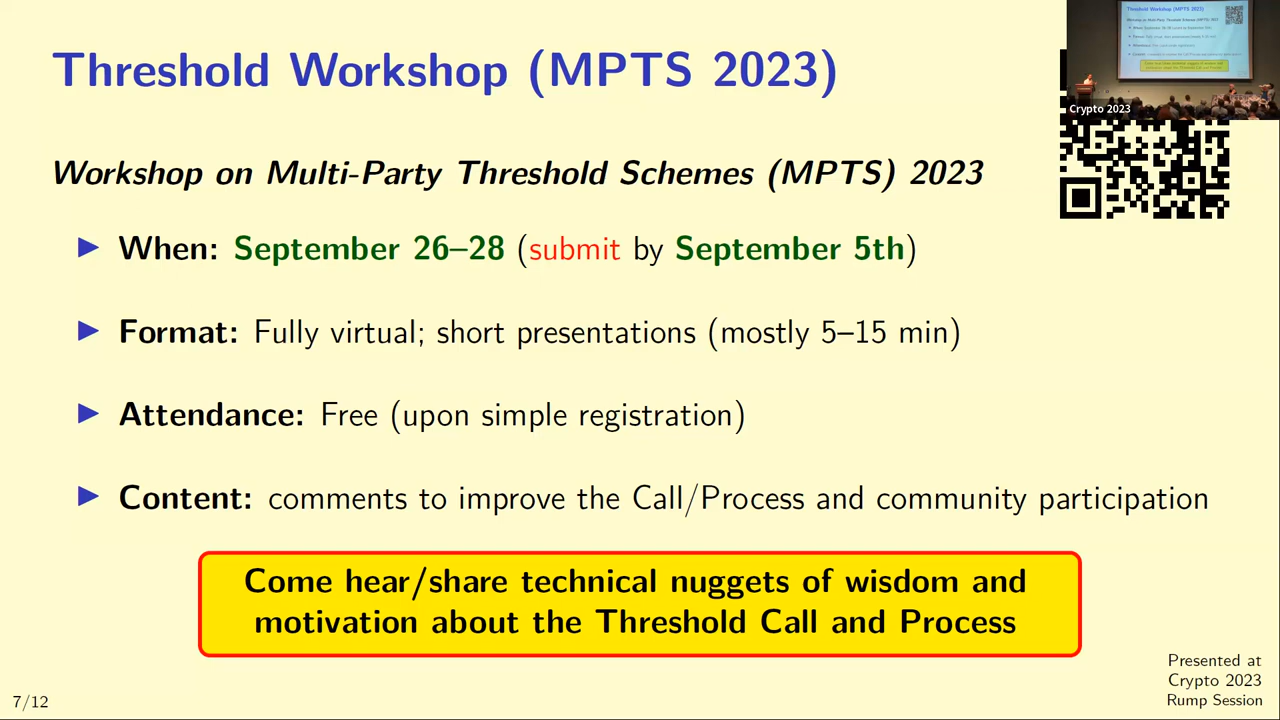 Threshold Workshop (MPTS 2023)
Crypto 2023
Workshop on Multi-Party Threshold Schemes (MPTS) 2023
▶ When: September 26–28 (submit by September 5th)
▶ Format: Fully virtual; short presentations (mostly 5–15 min)
▶ Attendance: Free (upon simple registration)
▶ Content: comments to improve the Call/Process and community participation
Come hear/share technical nuggets of wisdom and
motivation about the Threshold Call and Process
Presented at
Crypto 2023
Rump Session
7/12